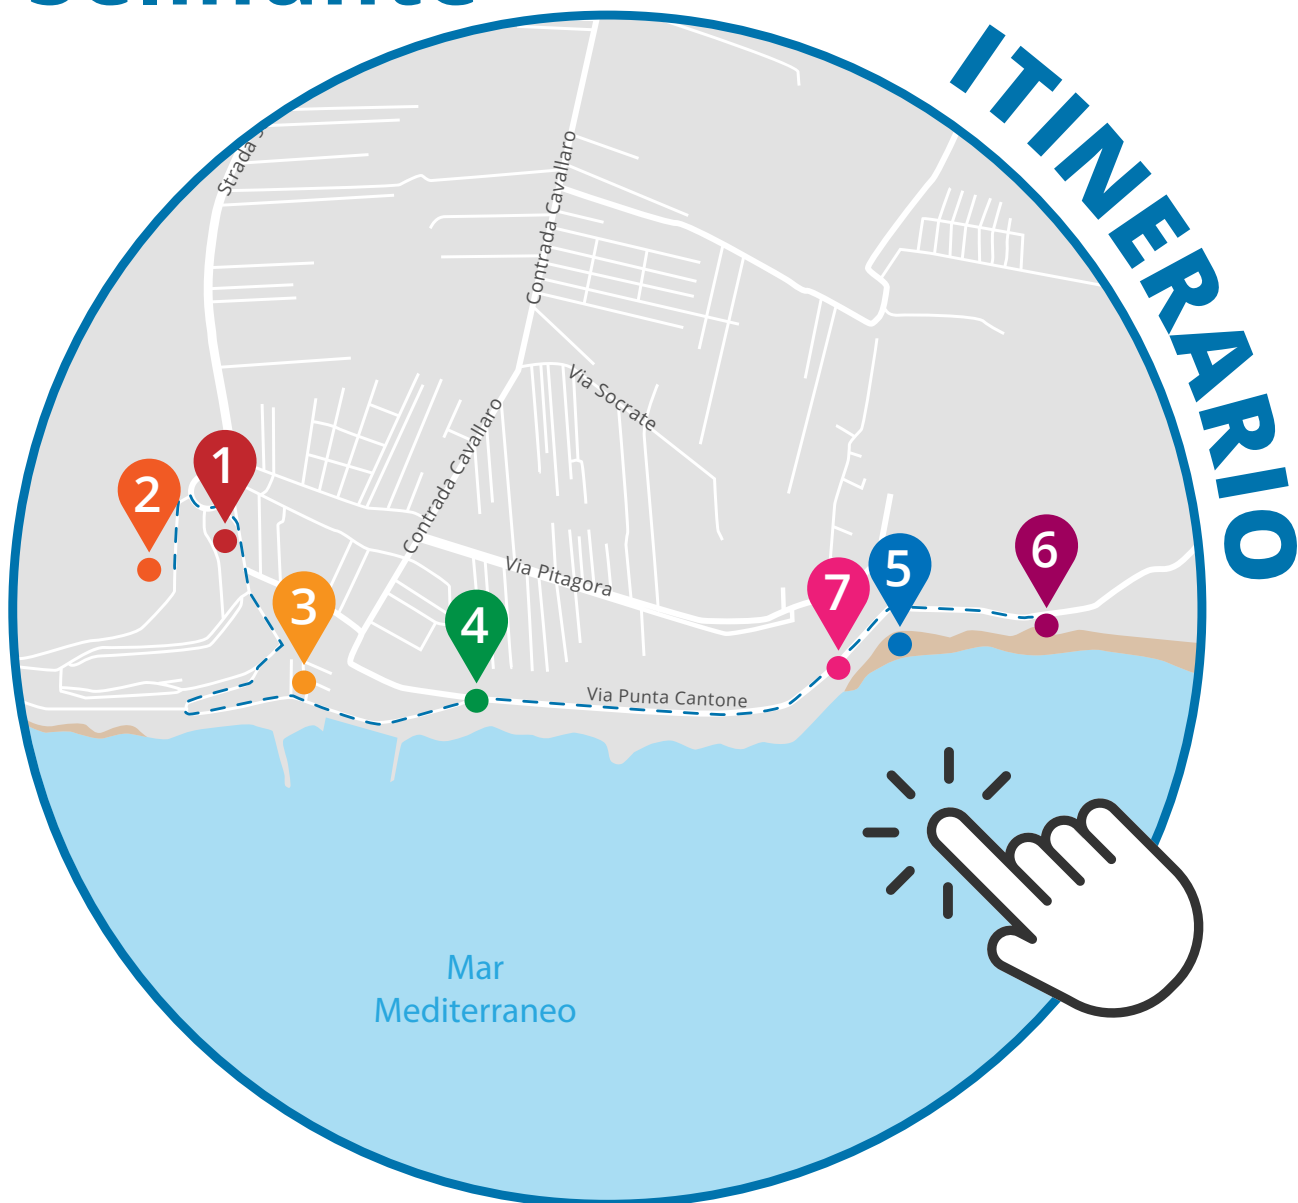 ITINERARIO
Strada
Contrada Cavallaro
Via Socrate
Contrada Cavallaro
1
2
Via Pitagora
6
5
7
3
4
Via Punta Cantone
Mar
Mediterraneo